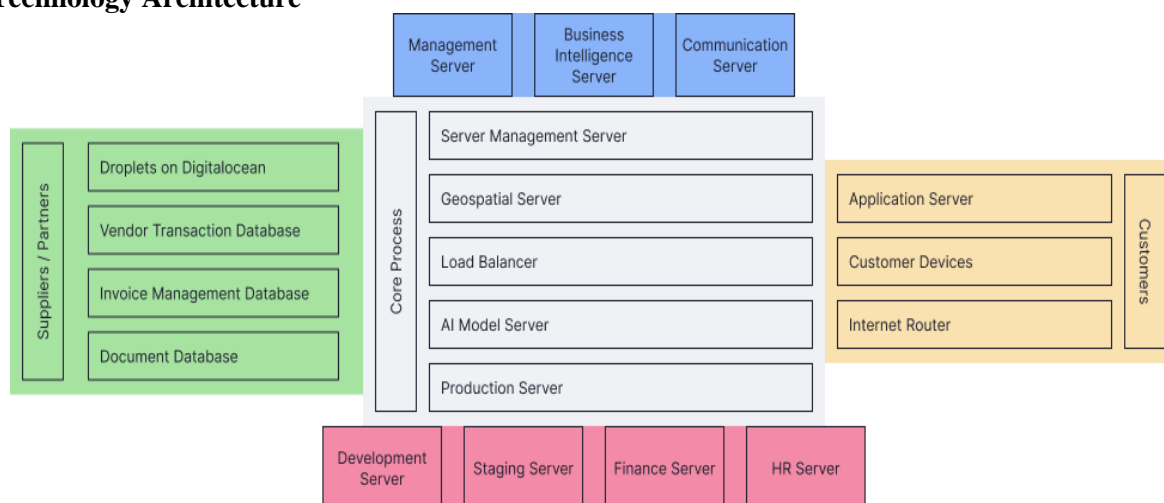 Technology Architecture
Management
Server
Business
Intelligence
Server
Communication
Server
Suppliers / Partners
Droplets on Digitalocean
Vendor Transaction Database
Invoice Management Database
Document Database
Core Process
Server Management Server
Geospatial Server
Load Balancer
AI Model Server
Production Server
Application Server
Customer Devices
Internet Router
Customers
Development
Server
Staging Server
Finance Server
HR Server